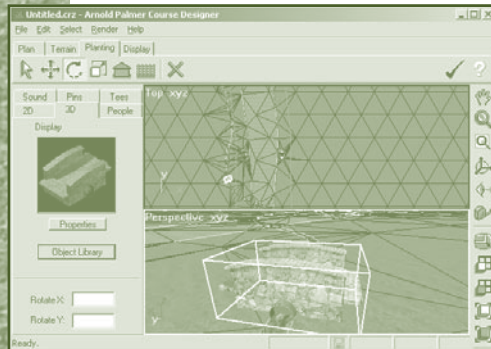 Untitled.crz - Arnold Palmer Course Designer
File Edit Select Render Help
Plan Terrain Planting Display
Sound Pins Tees
2D 3D People
Display
Properties
Object Library
Rotate X:
Rotate Y:
Top xyz
y
Perspective xyz
y
Ready.